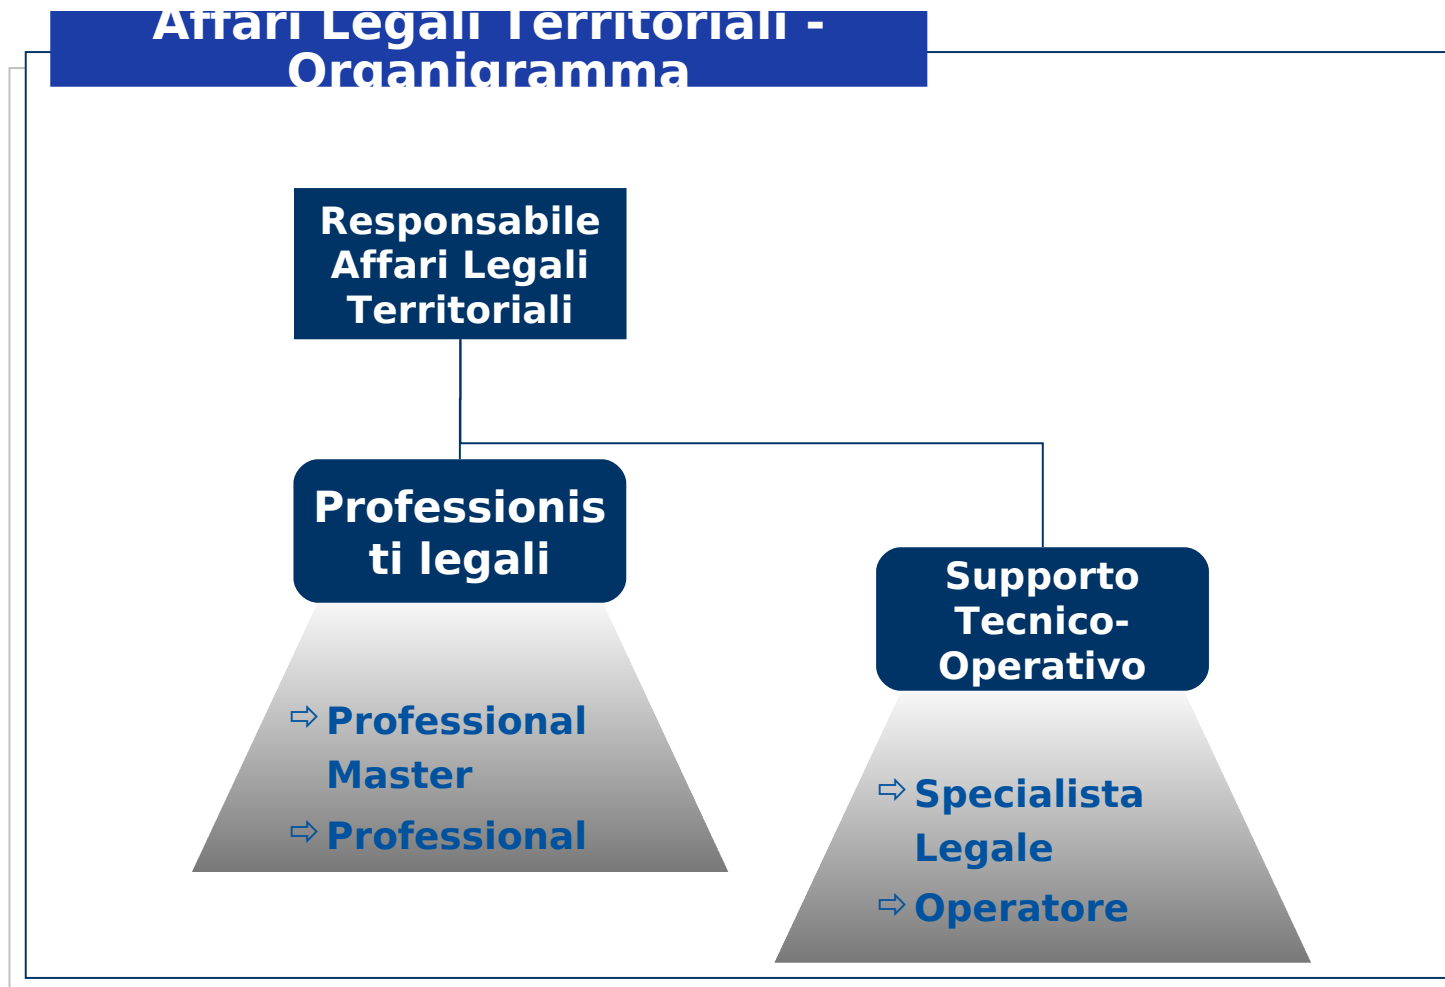 Affari Legali Territoriali -
Organigramma
Responsabile
Affari Legali
Territoriali
Professionis
ti legali
Supporto
Tecnico-
Operativo
⇨ Professional
Master
⇨ Professional
⇨ Specialista
Legale
⇨ Operatore